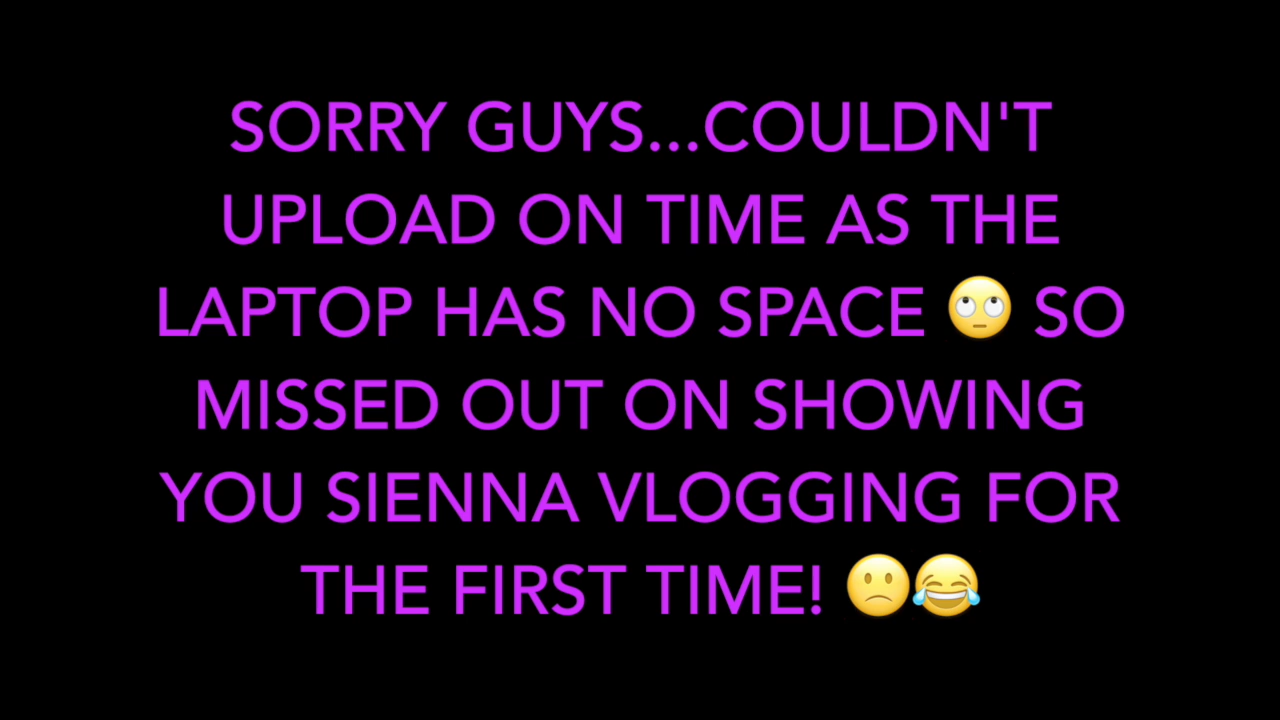 SORRY GUYS...COULDN'T
UPLOAD ON TIME AS THE
LAPTOP HAS NO SPACE 🙄 SO
MISSED OUT ON SHOWING
YOU SIENNA VLOGGING FOR
THE FIRST TIME! 🙁😂